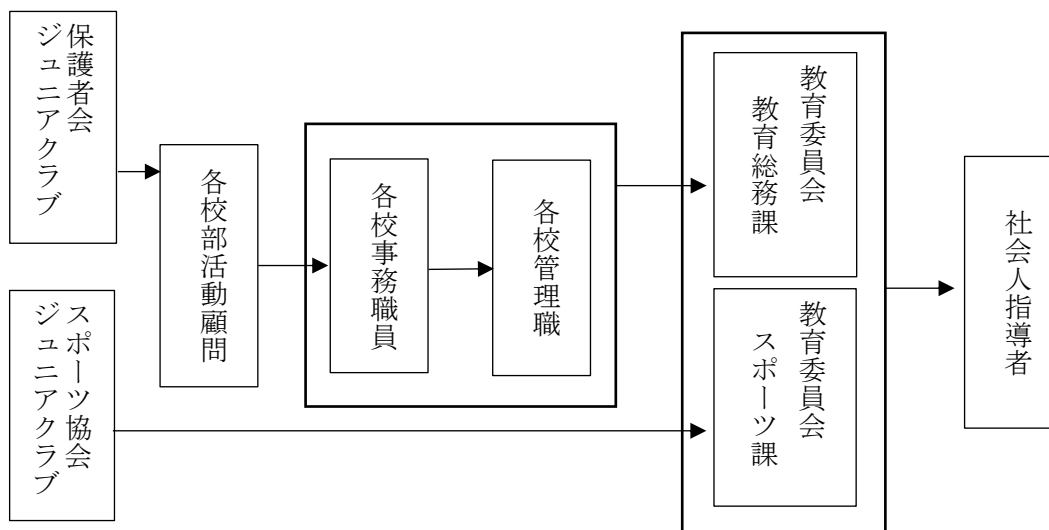 保護者会
ジュニアクラブ
スポーツ協会
ジュニアクラブ
各校部活動顧問
各校事務職員
各校管理職
教育委員会
教育総務課
教育委員会
スポーツ課
社会人指導者